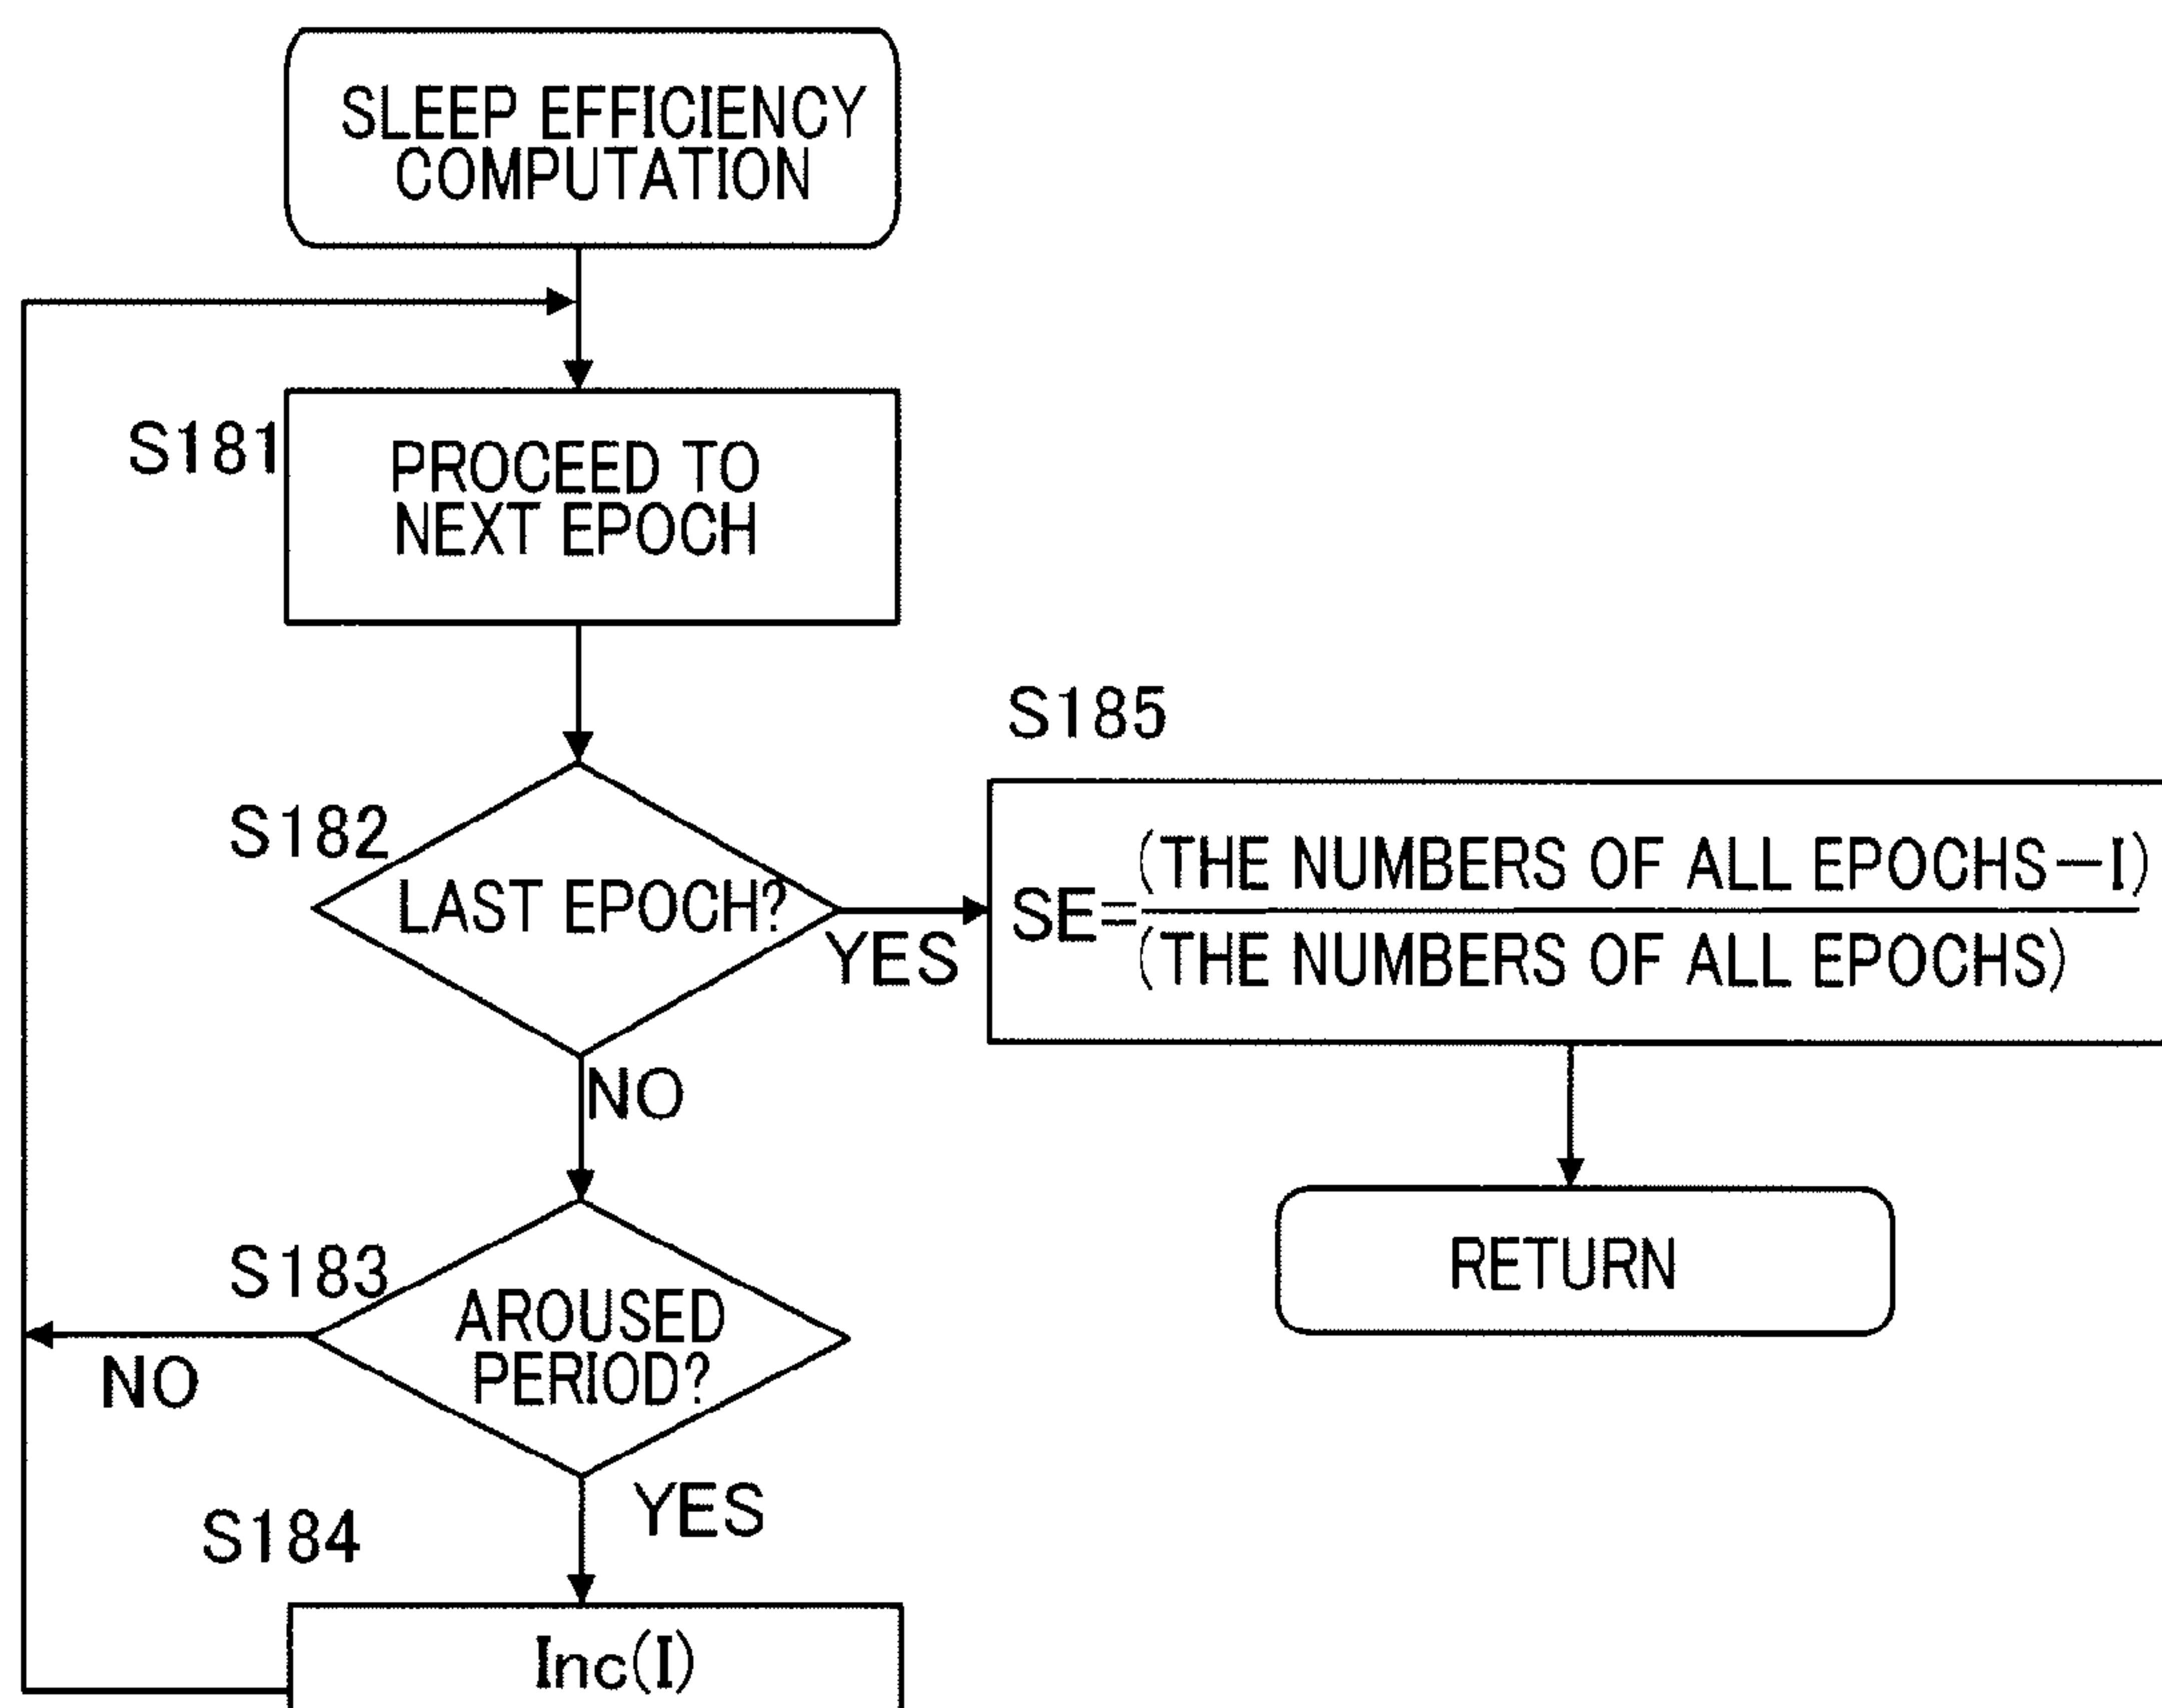 SLEEP EFFICIENCY
COMPUTATION
S181
PROCEED TO
NEXT EPOCH
S182
LAST EPOCH?
YES
NO
S185
SE=
(THE NUMBERS OF ALL EPOCHS-I)
(THE NUMBERS OF ALL EPOCHS)
RETURN
S183
AROUSED
PERIOD?
NO
YES
S184
Inc(I)